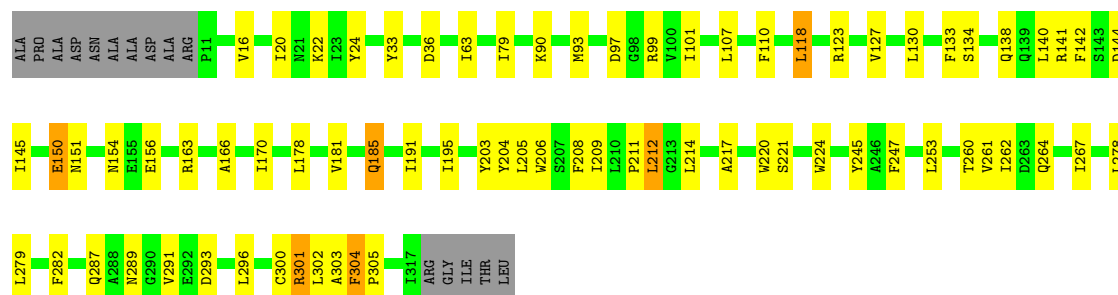 ALA PRO ALA ASP ASN ALA ALA ASP ALA ARG P11 V16 I20 N21 K22 I23 Y24 Y33 D36 I63 I79 K90 M93 D97 G98 R99 V100 I101 L107 F110 L118 R123 V127 L130 F133 S134 Q138 Q139 L140 R141 F142 S143 D144
I145 E150 N151 N154 E155 E156 R163 A166 I170 L178 V181 Q185 I191 I195 Y203 Y204 L205 W206 S207 F208 I209 L210 P211 L212 G213 L214 A217 W220 S221 W224 Y245 A246 F247 L253 T260 V261 I262 D263 Q264 I267 L278
L279 F282 Q287 A288 N289 G290 V291 E292 D293 L296 C300 R301 L302 A303 F304 P305 I317 ARG GLY ILE THR LEU